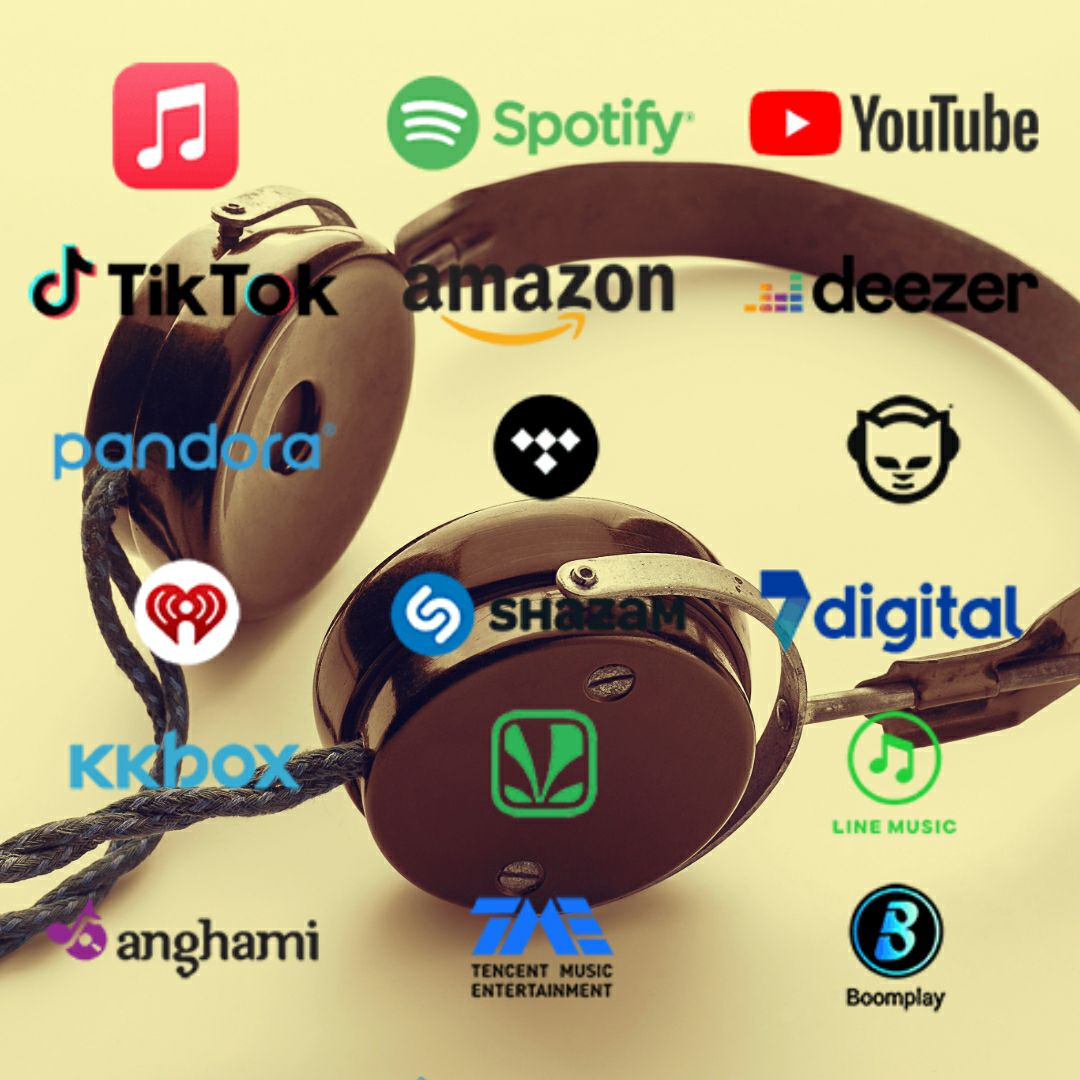 Spotify®
YouTube
TikTok
amazon
deezer
pandora®
SHAZAM
7digital
KKBOX
LINE MUSIC
anghami
TME
TENCENT MUSIC
ENTERTAINMENT
B
Boomplay